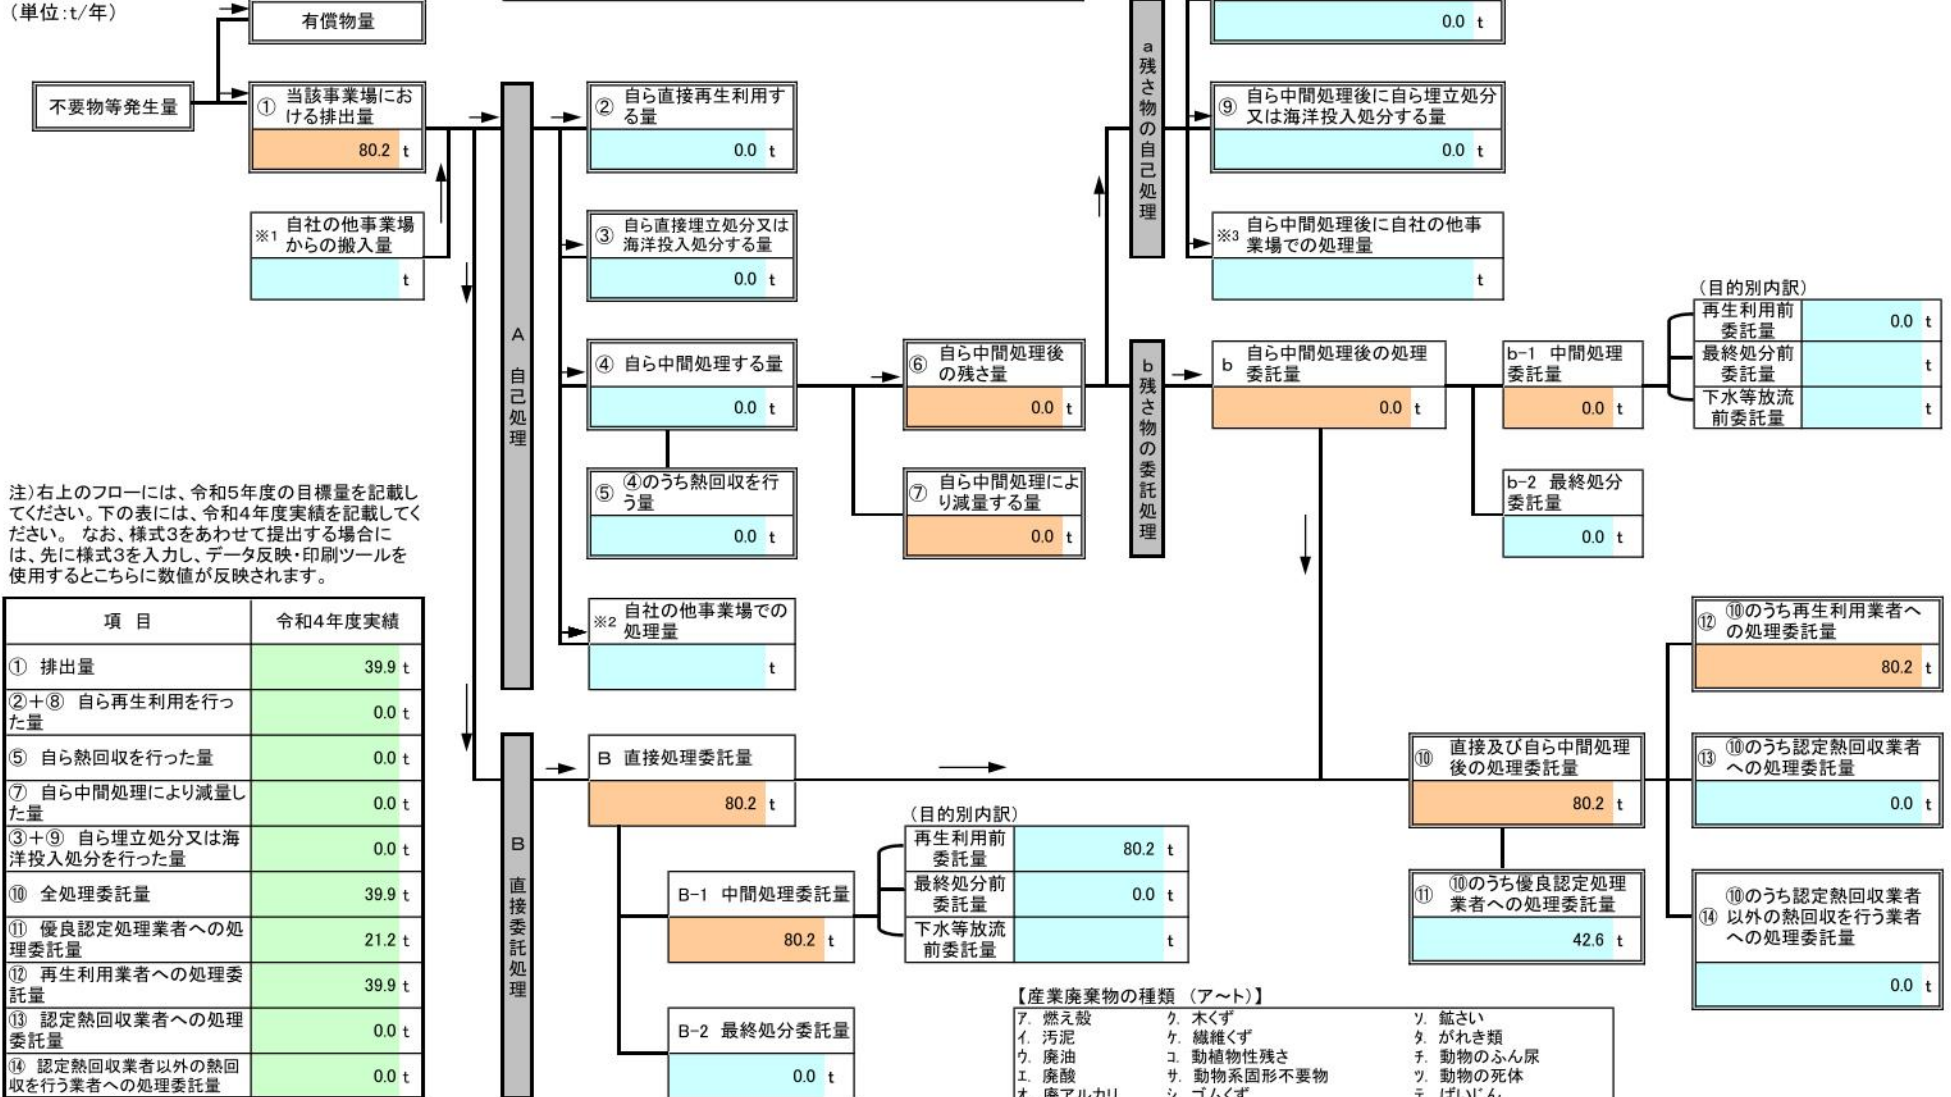 （単位：t/年）
有償物量
不要物等発生量
① 当該事業場にお
ける排出量
80.2 t
※1 自社の他事業場
からの搬入量
t
A 自己処理
② 自ら直接再生利用す
る量
0.0 t
③ 自ら直接埋立処分又は
海洋投入処分する量
0.0 t
④ 自ら中間処理する量
0.0 t
⑤ ④のうち熱回収を行
う量
0.0 t
※2 自社の他事業場での
処理量
t
⑥ 自ら中間処理後
の残さ量
0.0 t
⑦ 自ら中間処理によ
り減量する量
0.0 t
a 残さ物の自己処理
0.0 t
⑨ 自ら中間処理後に自ら埋立処分
又は海洋投入処分する量
0.0 t
※3 自ら中間処理後に自社の他事
業場での処理量
t
b 残さ物の委託処理
b 自ら中間処理後の処理
委託量
0.0 t
b-1 中間処理
委託量
0.0 t
b-2 最終処分
委託量
0.0 t
（目的別内訳）
再生利用前
委託量
0.0 t
最終処分前
委託量
t
下水等放流
前委託量
t
注）右上のフローには、令和5年度の目標量を記載し
てください。下の表には、令和4年度実績を記載してく
ださい。 なお、様式3をあわせて提出する場合に
は、先に様式3を入力し、データ反映・印刷ツールを
使用するとこちらに数値が反映されます。
項 目 令和4年度実績
① 排出量 39.9 t
②＋⑧ 自ら再生利用を行っ
た量 0.0 t
⑤ 自ら熱回収を行った量 0.0 t
⑦ 自ら中間処理により減量し
た量 0.0 t
③＋⑨ 自ら埋立処分又は海
洋投入処分を行った量 0.0 t
⑩ 全処理委託量 39.9 t
⑪ 優良認定処理業者への処
理委託量 21.2 t
⑫ 再生利用業者への処理委
託量 39.9 t
⑬ 認定熱回収業者への処理
委託量 0.0 t
⑭ 認定熱回収業者以外の熱回
収を行う業者への処理委託量 0.0 t
B 直接委託処理
B 直接処理委託量
80.2 t
B-1 中間処理委託量
80.2 t
B-2 最終処分委託量
0.0 t
（目的別内訳）
再生利用前
委託量
80.2 t
最終処分前
委託量
0.0 t
下水等放流
前委託量
t
⑩ 直接及び自ら中間処理
後の処理委託量
80.2 t
⑪ ⑩のうち優良認定処理
業者への処理委託量
42.6 t
⑫ ⑩のうち再生利用業者へ
の処理委託量
80.2 t
⑬ ⑩のうち認定熱回収業者
への処理委託量
0.0 t
⑭ ⑩のうち認定熱回収業者
以外の熱回収を行う業者
への処理委託量
0.0 t
【産業廃棄物の種類 （ア～ト）】
ア. 燃え殻 ク. 木くず ソ. 鉱さい
イ. 汚泥 ケ. 繊維くず タ. がれき類
ウ. 廃油 コ. 動植物性残さ チ. 動物のふん尿
エ. 廃酸 サ. 動物系固形不要物 ツ. 動物の死体
オ. 廃アルカリ シ. ゴムくず テ. ばいじん